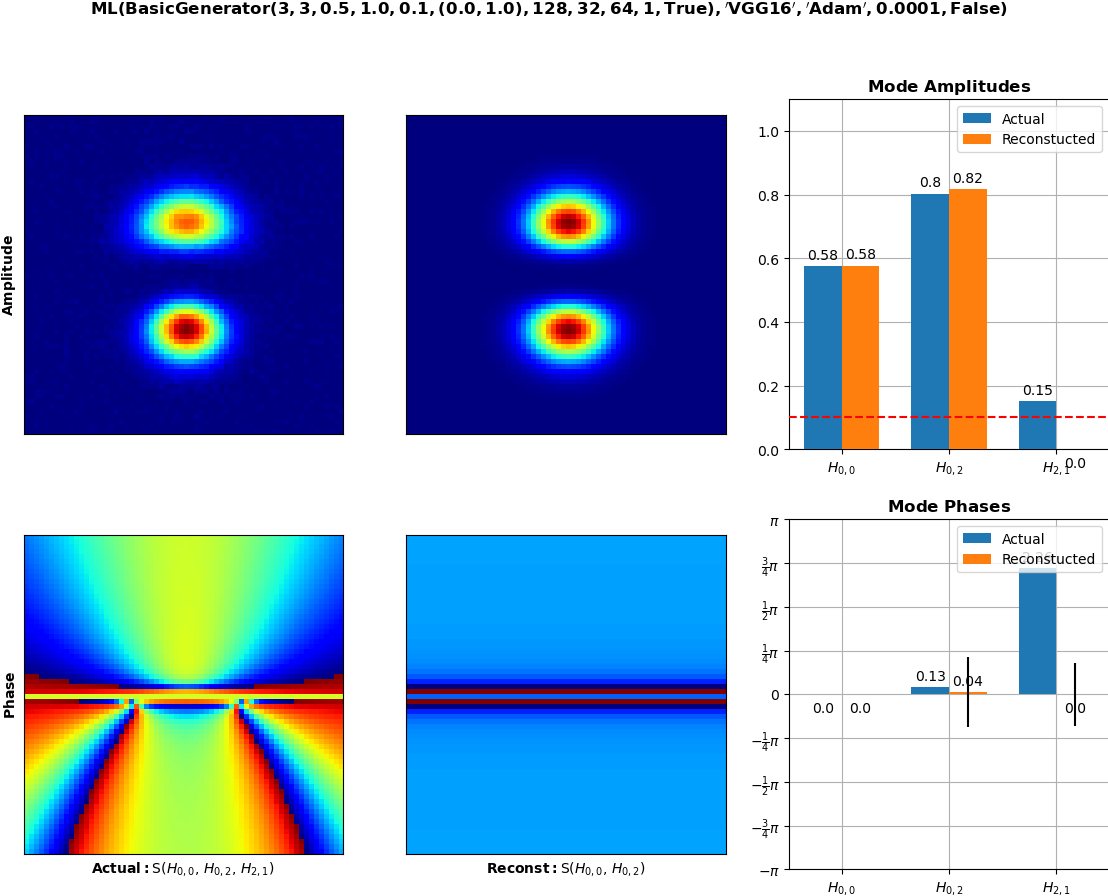 ML(BasicGenerator(3, 3, 0.5, 1.0, 0.1, (0.0, 1.0), 128, 32, 64, 1, True), ′VGG16′, ′Adam′, 0.0001, False)
Amplitude
Mode Amplitudes
Actual
Reconstucted
1.0
0.8
0.6
0.4
0.2
0.0
0.58
0.58
0.8
0.82
0.15
0.0
H0,0
H0,2
H2,1
Phase
Actual: S(H0,0, H0,2, H2,1)
Reconst: S(H0,0, H0,2)
Mode Phases
Actual
Reconstucted
π
3/4π
1/2π
1/4π
0
−1/4π
−1/2π
−3/4π
−π
0.0
0.0
0.13
0.04
0.0
H0,0
H0,2
H2,1